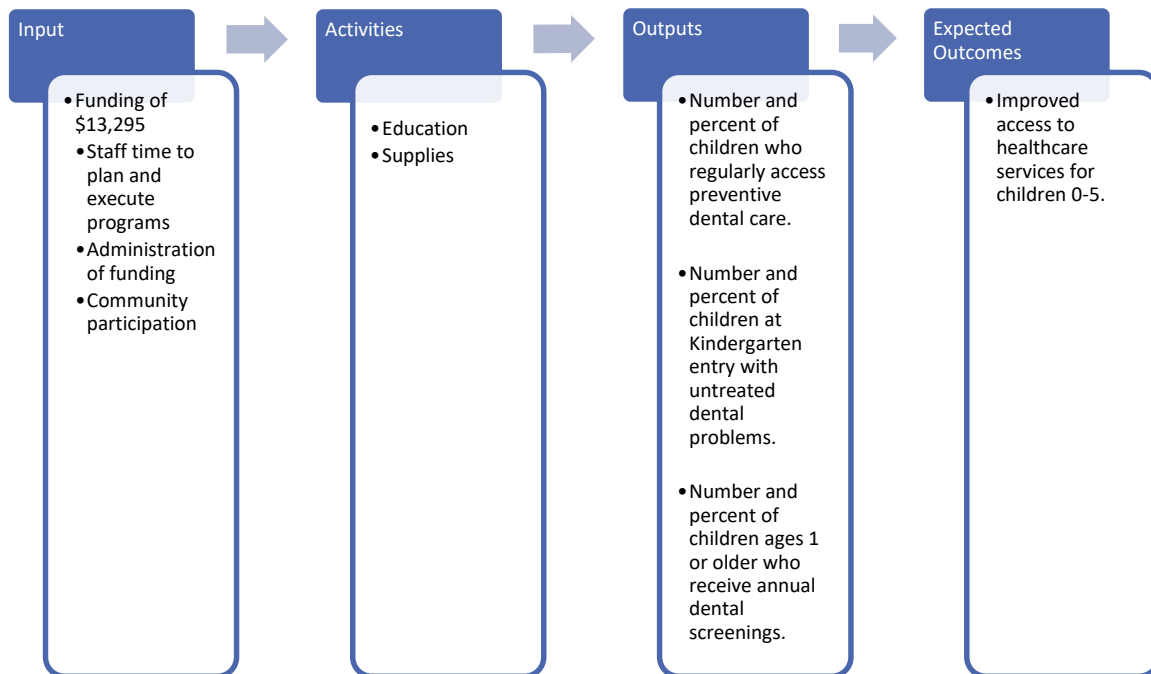 Input
•Funding of
$13,295
•Staff time to
plan and
execute
programs
•Administration
of funding
•Community
participation
Activities
•Education
•Supplies
Outputs
•Number and
percent of
children who
regularly access
preventive
dental care.
•Number and
percent of
children at
Kindergarten
entry with
untreated
dental
problems.
•Number and
percent of
children ages 1
or older who
receive annual
dental
screenings.
Expected
Outcomes
•Improved
access to
healthcare
services for
children 0-5.